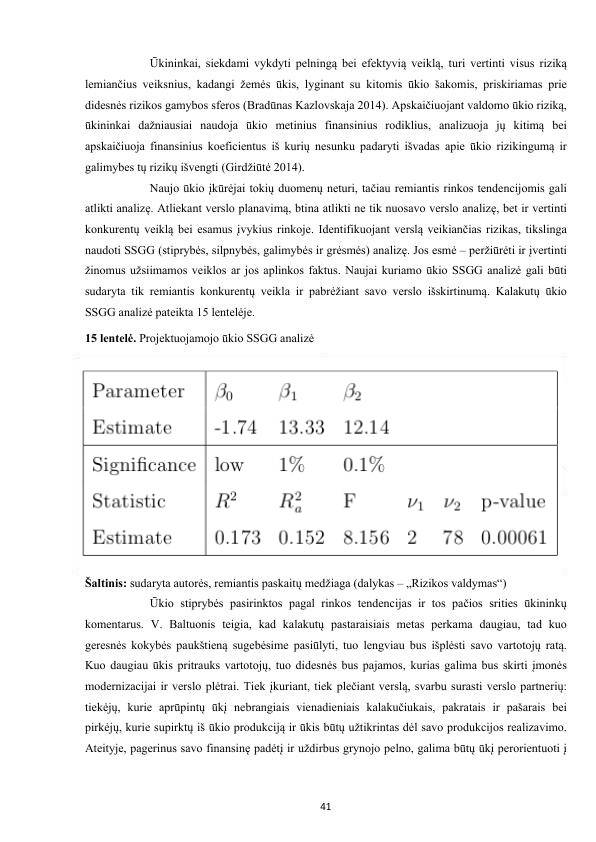 Ūkininkai, siekdami vykdyti pelningą bei efektyvią veiklą, turi vertinti visus riziką
lemiančius veiksnius, kadangi žemės ūkis, lyginant su kitomis ūkio šakomis, priskiriamas prie
didesnės rizikos gamybos sferos (Bradūnas Kazlovskaja 2014). Apskaičiuojant valdomo ūkio riziką,
ūkininkai dažniausiai naudoja ūkio metinius finansinius rodiklius, analizuoja jų kitimą bei
apskaičiuoja finansinius koeficientus iš kurių nesunku padaryti išvadas apie ūkio rizikingumą ir
galimybes tų rizikų išvengti (Girdžiūtė 2014).
Naujo ūkio įkūrėjai tokių duomenų neturi, tačiau remiantis rinkos tendencijomis gali
atlikti analizę. Atliekant verslo planavimą, btina atlikti ne tik nuosavo verslo analizę, bet ir vertinti
konkurentų veiklą bei esamus įvykius rinkoje. Identifikuojant verslą veikiančias rizikas, tikslinga
naudoti SSGG (stiprybės, silpnybės, galimybės ir grėsmės) analizę. Jos esmė – peržiūrėti ir įvertinti
žinomus užsiimamos veiklos ar jos aplinkos faktus. Naujai kuriamo ūkio SSGG analizė gali būti
sudaryta tik remiantis konkurentų veikla ir pabrėžiant savo verslo išskirtinumą. Kalakutų ūkio
SSGG analizė pateikta 15 lentelėje.
15 lentelė. Projektuojamojo ūkio SSGG analizė
Parameter β0 β1 β2
Estimate -1.74 13.33 12.14
Significance low 1% 0.1%
Statistic R² R²a F ν1 ν2 p-value
Estimate 0.173 0.152 8.156 2 78 0.00061
Šaltinis: sudaryta autorės, remiantis paskaitų medžiaga (dalykas – „Rizikos valdymas“)
Ūkio stiprybės pasirinktos pagal rinkos tendencijas ir tos pačios srities ūkininkų
komentarus. V. Baltuonis teigia, kad kalakutų pastaraisiais metas perkama daugiau, tad kuo
geresnės kokybės paukštieną sugebėsime pasiūlyti, tuo lengviau bus išplėsti savo vartotojų ratą.
Kuo daugiau ūkis pritrauks vartotojų, tuo didesnės bus pajamos, kurias galima bus skirti įmonės
modernizacijai ir verslo plėtrai. Tiek įkuriant, tiek plečiant verslą, svarbu surasti verslo partnerių:
tiekėjų, kurie aprūpintų ūkį nebrangiais vienadieniais kalakučiukais, pakratais ir pašarais bei
pirkėjų, kurie supirktų iš ūkio produkciją ir ūkis būtų užtikrintas dėl savo produkcijos realizavimo.
Ateityje, pagerinus savo finansinę padėtį ir uždirbus grynojo pelno, galima būtų ūkį perorientuoti į
41